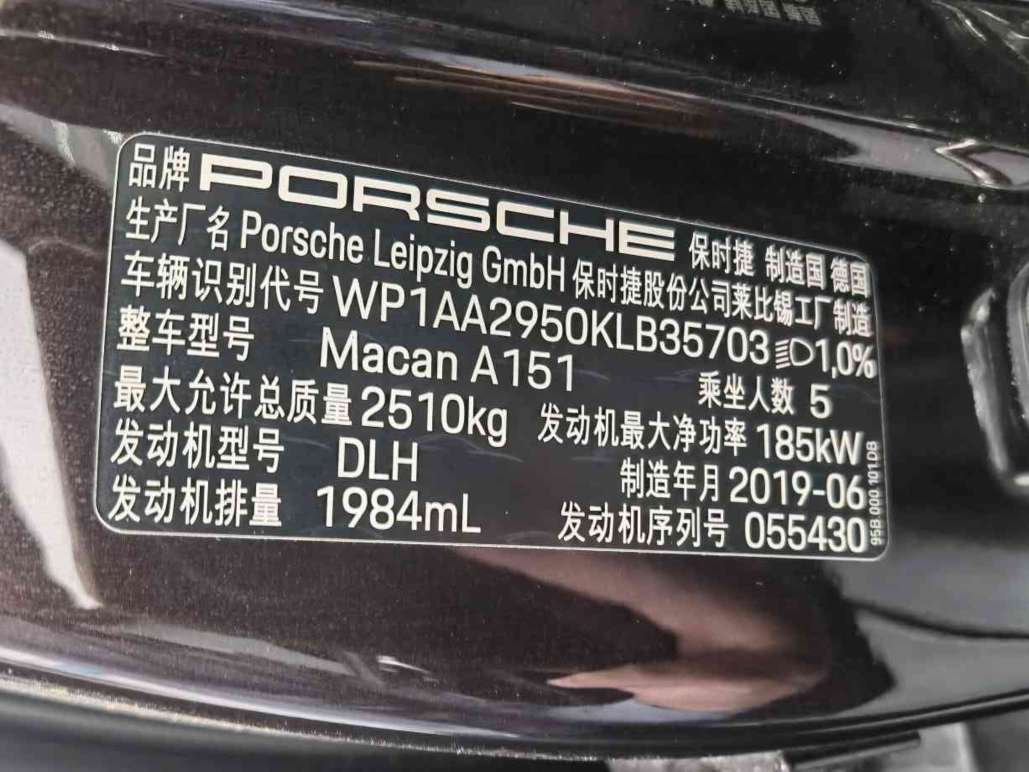 品牌 PORSCHE 保时捷 制造国 德国
生产厂名 Porsche Leipzig GmbH 保时捷股份公司莱比锡工厂制造
车辆识别代号 WP1AA2950KLB35703 1,0%
整车型号 Macan A151 乘坐人数 5
最大允许总质量 2510kg 发动机最大净功率 185kW
发动机型号 DLH 制造年月 2019-06
发动机排量 1984mL 发动机序列号 055430
95B 000 101 DB